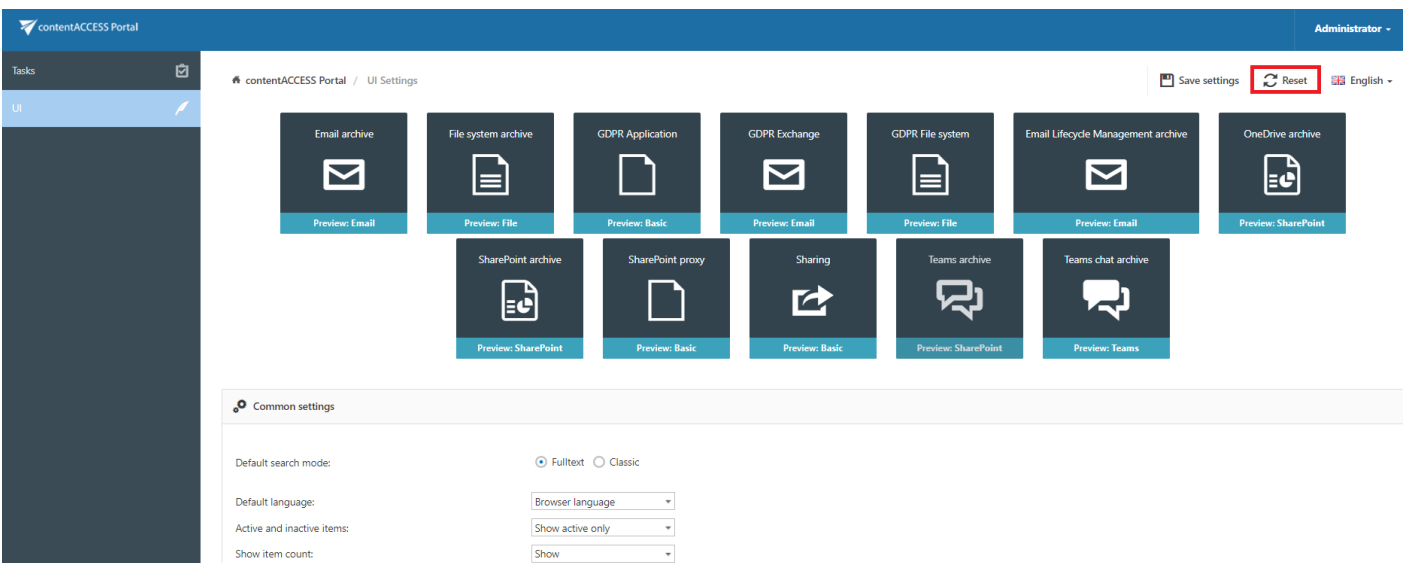 contentACCESS Portal
Administrator
Tasks
UI
contentACCESS Portal / UI Settings
Save settings
Reset
English
Email archive
File system archive
GDPR Application
GDPR Exchange
GDPR File system
Email Lifecycle Management archive
OneDrive archive
Preview: Email
Preview: File
Preview: Basic
Preview: Email
Preview: File
Preview: Email
Preview: SharePoint
SharePoint archive
SharePoint proxy
Sharing
Teams archive
Teams chat archive
Preview: SharePoint
Preview: Basic
Preview: Basic
Preview: SharePoint
Preview: Teams
Common settings
Default search mode: Fulltext Classic
Default language: Browser language
Active and inactive items: Show active only
Show item count: Show